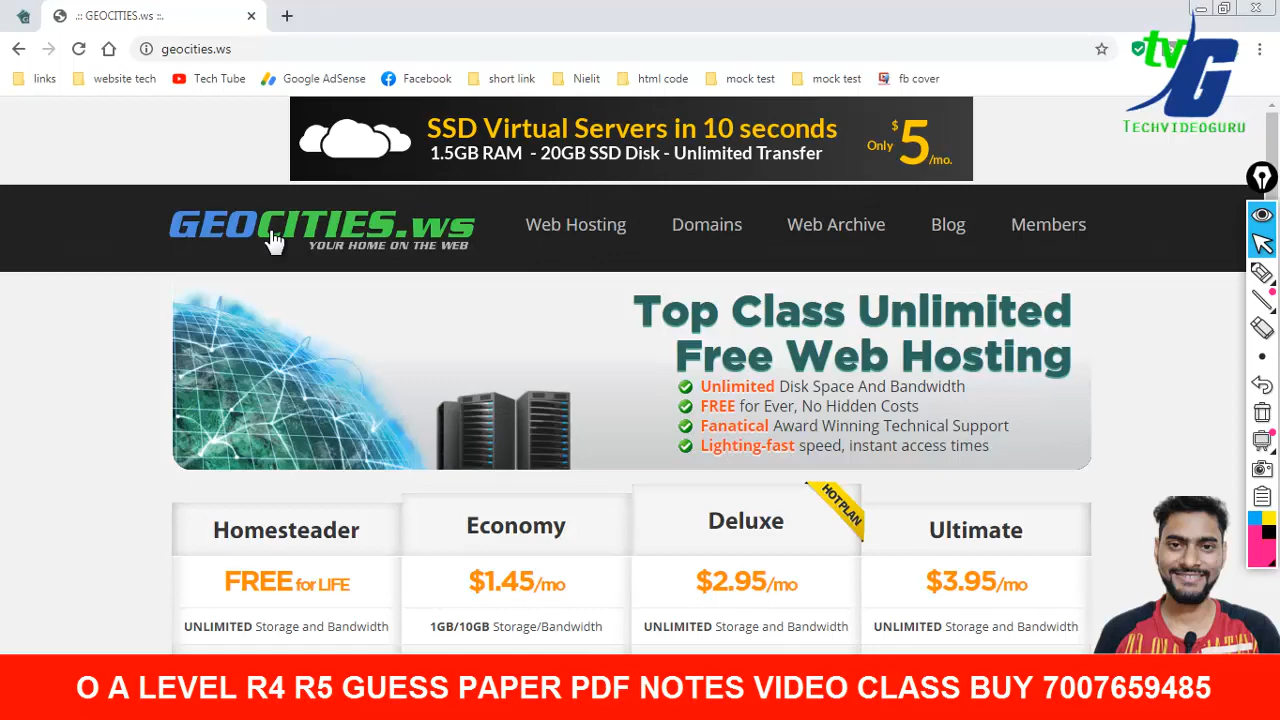 .:: GEOCITIES.ws ::.
geocities.ws
links
website tech
Tech Tube
Google AdSense
Facebook
short link
Nielit
html code
mock test
mock test
fb cover
tv G
TECHVIDEOGURU
SSD Virtual Servers in 10 seconds
1.5GB RAM - 20GB SSD Disk - Unlimited Transfer
Only $5/mo.
GEOCITIES.ws
YOUR HOME ON THE WEB
Web Hosting
Domains
Web Archive
Blog
Members
Top Class Unlimited
Free Web Hosting
Unlimited Disk Space And Bandwidth
FREE for Ever, No Hidden Costs
Fanatical Award Winning Technical Support
Lighting-fast speed, instant access times
Homesteader
FREE for LIFE
UNLIMITED Storage and Bandwidth
Economy
$1.45/mo
1GB/10GB Storage/Bandwidth
Deluxe
HOTPLAN
$2.95/mo
UNLIMITED Storage and Bandwidth
Ultimate
$3.95/mo
UNLIMITED Storage and Bandwidth
O A LEVEL R4 R5 GUESS PAPER PDF NOTES VIDEO CLASS BUY 7007659485